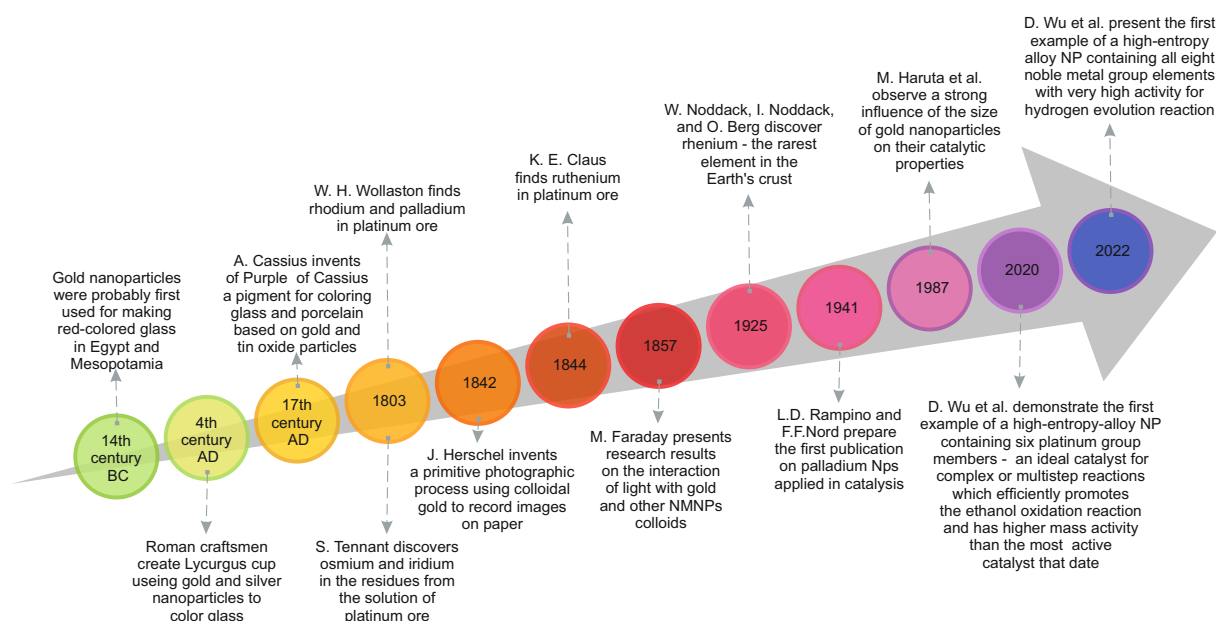 Gold nanoparticles
were probably first
used for making
red-colored glass
in Egypt and
Mesopotamia
14th
century
BC
4th
century
AD
Roman craftsmen
create Lycurgus cup
useing gold and silver
nanoparticles to
color glass
A. Cassius invents
of Purple of Cassius
a pigment for coloring
glass and porcelain
based on gold and
tin oxide particles
17th
century
AD
W. H. Wollaston finds
rhodium and palladium
in platinum ore
1803
S. Tennant discovers
osmium and iridium
in the residues from
the solution of
platinum ore
1842
J. Herschel invents
a primitive photographic
process using colloidal
gold to record images
on paper
K. E. Claus
finds ruthenium
in platinum ore
1844
1857
M. Faraday presents
research results
on the interaction
of light with gold
and other NMNPs
colloids
W. Noddack, I. Noddack,
and O. Berg discover
rhenium - the rarest
element in the
Earth's crust
1925
1941
L.D. Rampino and
F.F.Nord prepare
the first publication
on palladium Nps
applied in catalysis
M. Haruta et al.
observe a strong
influence of the size
of gold nanoparticles
on their catalytic
properties
1987
2020
D. Wu et al. demonstrate the first
example of a high-entropy-alloy NP
containing six platinum group
members - an ideal catalyst for
complex or multistep reactions
which efficiently promotes
the ethanol oxidation reaction
and has higher mass activity
than the most active
catalyst that date
D. Wu et al. present the first
example of a high-entropy
alloy NP containing all eight
noble metal group elements
with very high activity for
hydrogen evolution reaction
2022